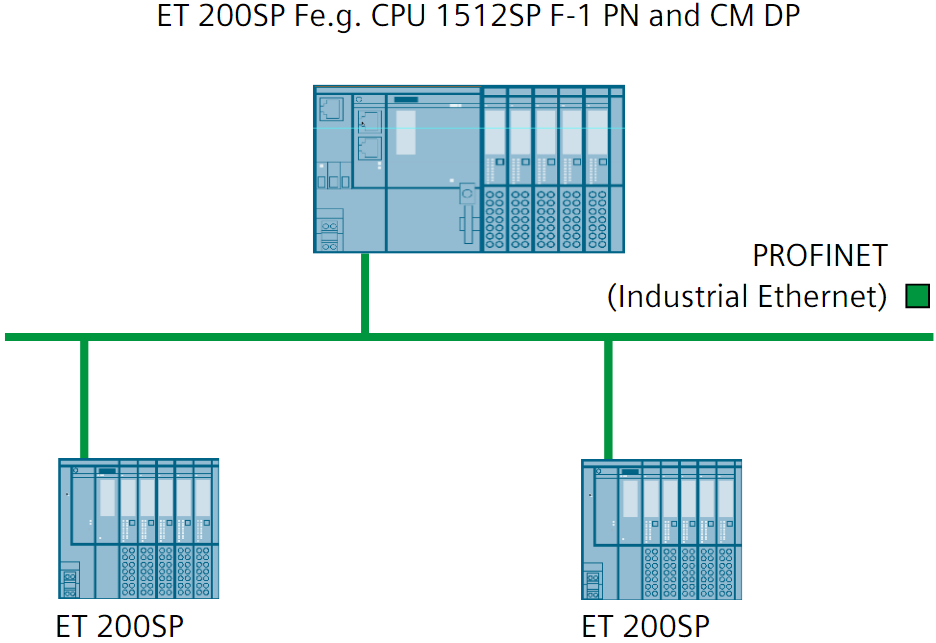 ET 200SP Fe.g. CPU 1512SP F-1 PN and CM DP
PROFINET
(Industrial Ethernet)
ET 200SP
ET 200SP